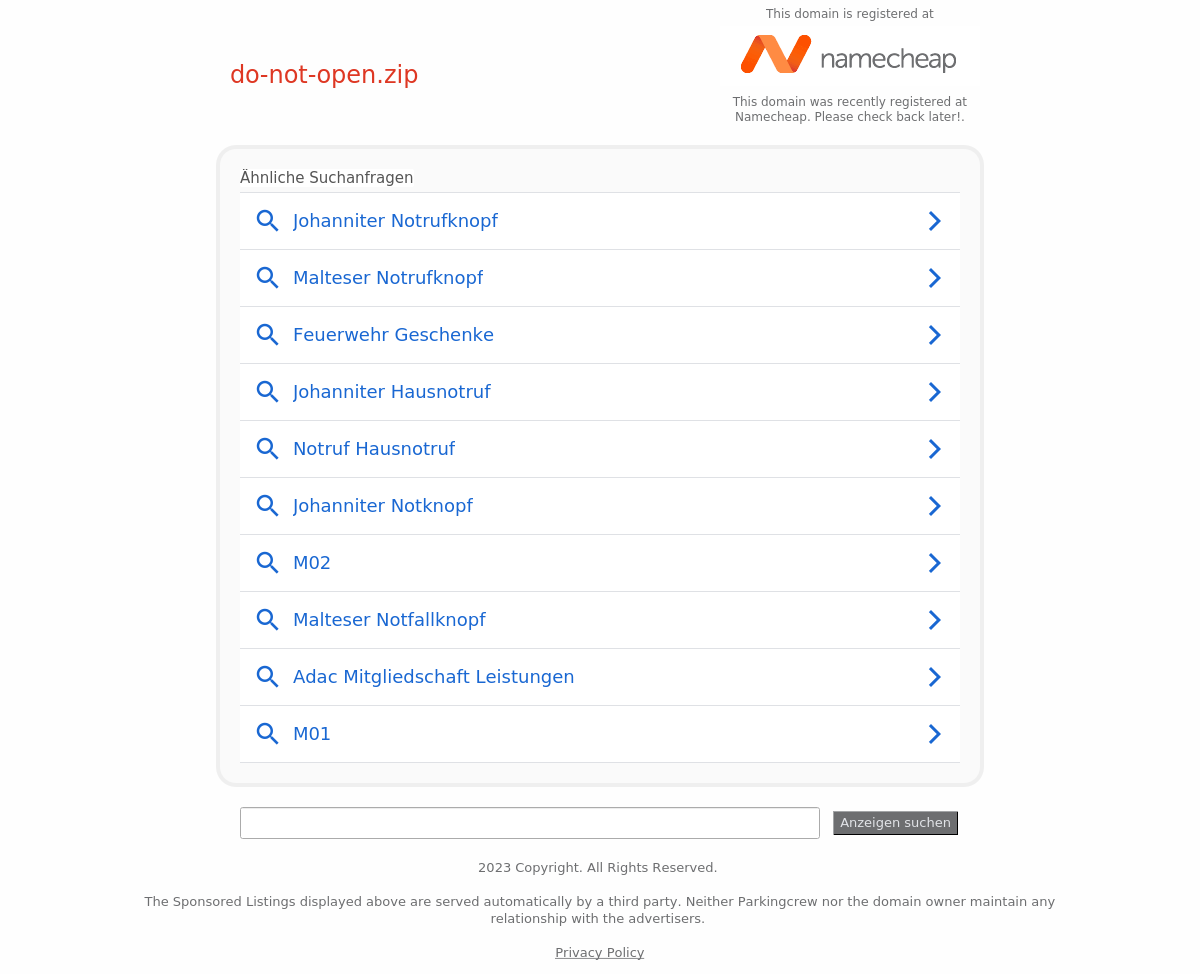 This domain is registered at
namecheap
do-not-open.zip
This domain was recently registered at
Namecheap. Please check back later!.
Ähnliche Suchanfragen
Johanniter Notrufknopf
Malteser Notrufknopf
Feuerwehr Geschenke
Johanniter Hausnotruf
Notruf Hausnotruf
Johanniter Notknopf
M02
Malteser Notfallknopf
Adac Mitgliedschaft Leistungen
M01
Anzeigen suchen
2023 Copyright. All Rights Reserved.
The Sponsored Listings displayed above are served automatically by a third party. Neither Parkingcrew nor the domain owner maintain any
relationship with the advertisers.
Privacy Policy